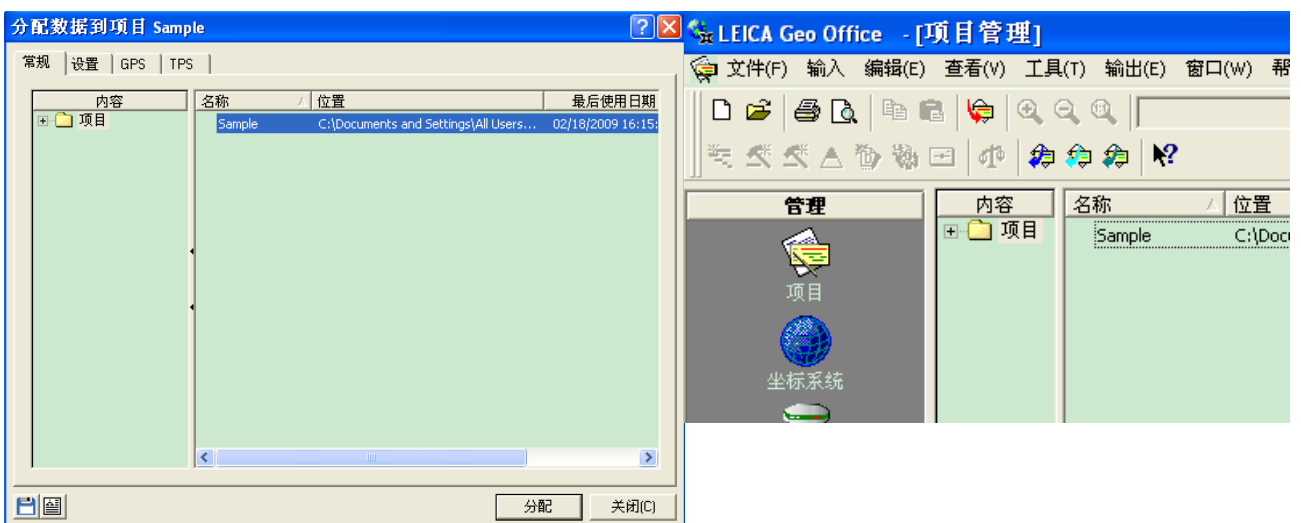 分配数据到项目 Sample
常规 设置 GPS TPS
内容 名称 位置 最后使用日期
项目 Sample C:\Documents and Settings\All Users... 02/18/2009 16:15:
分配 关闭(C)
LEICA Geo Office - [项目管理]
文件(F) 输入 编辑(E) 查看(V) 工具(T) 输出(E) 窗口(W) 帮
管理 内容 名称 位置
项目 Sample C:\Docu
项目
坐标系统